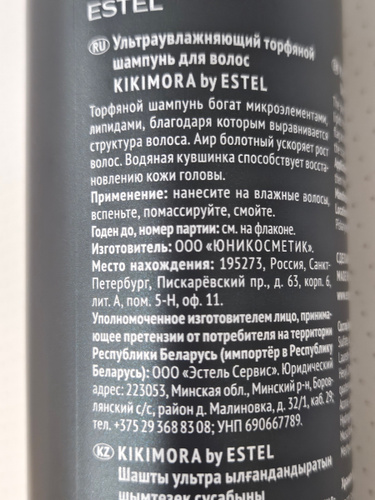 ESTEL
RU Ультраувлажняющий торфяной
шампунь для волос
KIKIMORA by ESTEL
Торфяной шампунь богат микроэлементами,
липидами, благодаря которым выравнивается
структура волоса. Аир болотный ускоряет рост
волос. Водяная кувшинка способствует восста-
новлению кожи головы.
Применение: нанесите на влажные волосы,
вспеньте, помассируйте, смойте.
Годен до, номер партии: см. на флаконе.
Изготовитель: ООО «ЮНИКОСМЕТИК».
Место нахождения: 195273, Россия, Санкт-
Петербург, Пискарёвский пр., д. 63, корп. 6,
лит. А, пом. 5-Н, оф. 11.
Уполномоченное изготовителем лицо, принима-
ющее претензии от потребителя на территории
Республики Беларусь (импортёр в Республику
Беларусь): ООО «Эстель Сервис». Юридический
адрес: 223053, Минская обл., Минский р-н, Боров-
лянский с/с, район д. Малиновка, д. 32/1, каб. 29;
тел. +375 29 368 83 08; УНП 690667789.
KZ KIKIMORA by ESTEL
Шашты ультра ылғандандыратын
шымтезек сусабыны